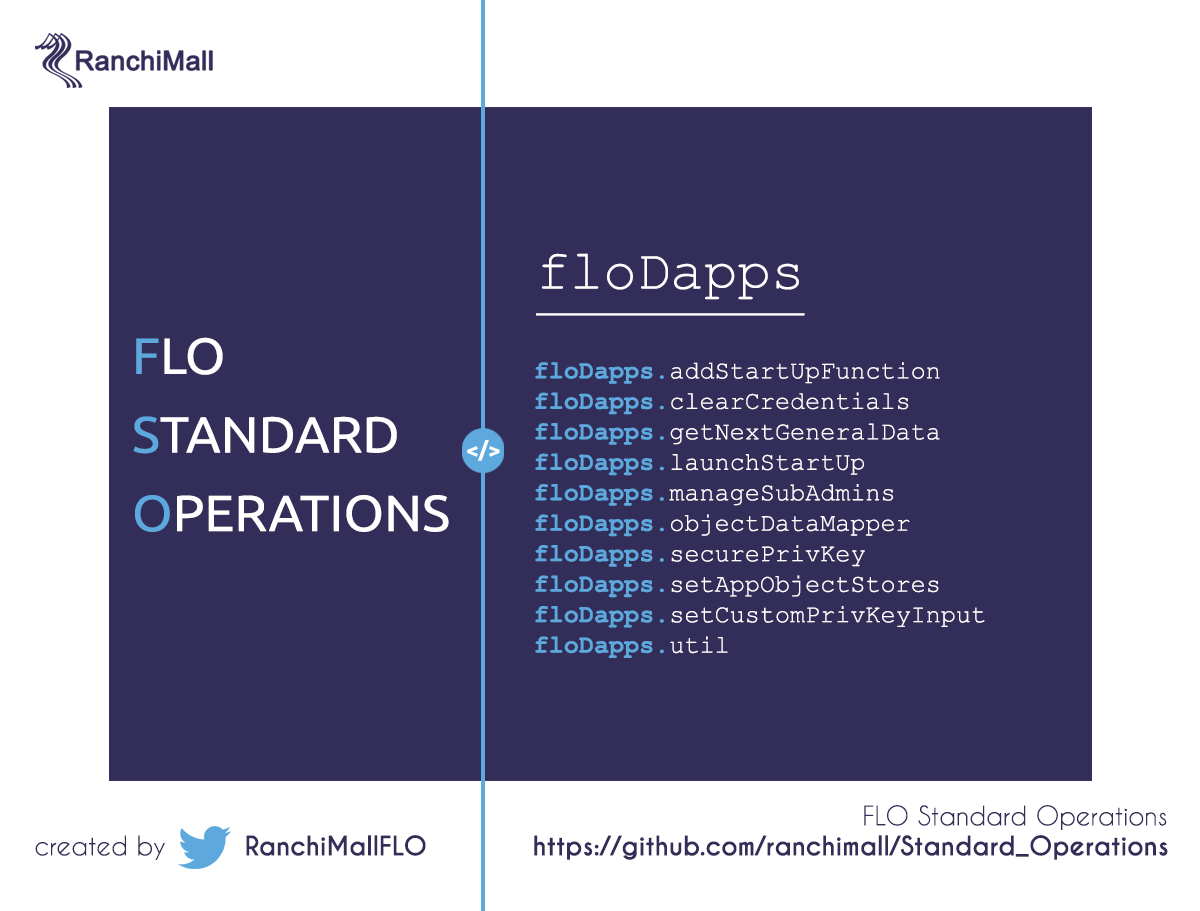 RanchiMall
FLO
STANDARD
OPERATIONS
</>
floDapps
floDapps.addStartUpFunction
floDapps.clearCredentials
floDapps.getNextGeneralData
floDapps.launchStartUp
floDapps.manageSubAdmins
floDapps.objectDataMapper
floDapps.securePrivKey
floDapps.setAppObjectStores
floDapps.setCustomPrivKeyInput
floDapps.util
created by RanchiMallFLO
FLO Standard Operations
https://github.com/ranchimall/Standard_Operations